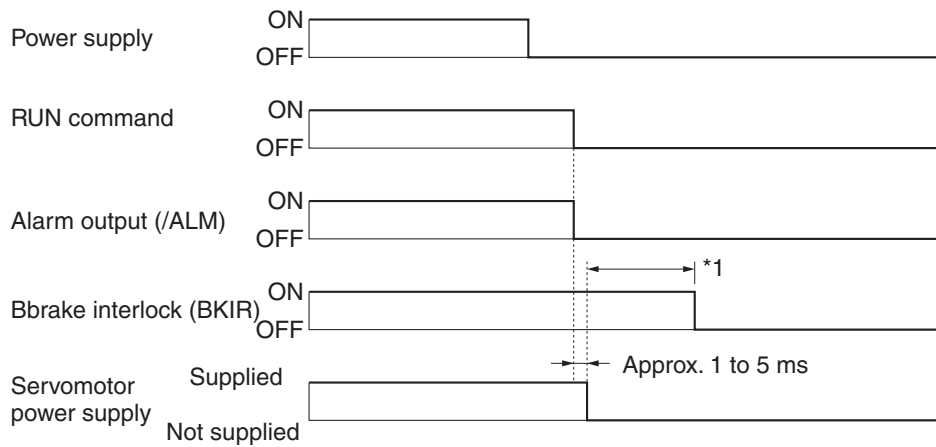 Power supply
ON
OFF
RUN command
ON
OFF
Alarm output (/ALM)
ON
OFF
*1
Bbrake interlock (BKIR)
ON
OFF
Approx. 1 to 5 ms
Servomotor
power supply
Supplied
Not supplied